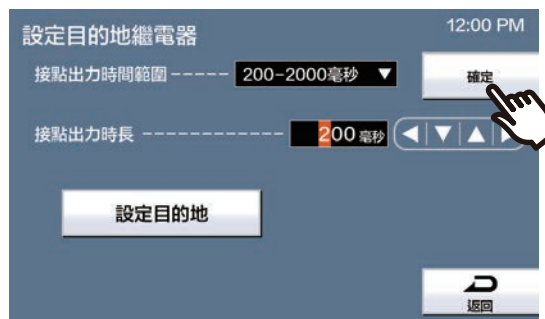 設定目的地繼電器
12:00 PM
接點出力時間範圍 ----- 200-2000毫秒 ▼
確定
接點出力時長 ------------- 200 毫秒
設定目的地
返回